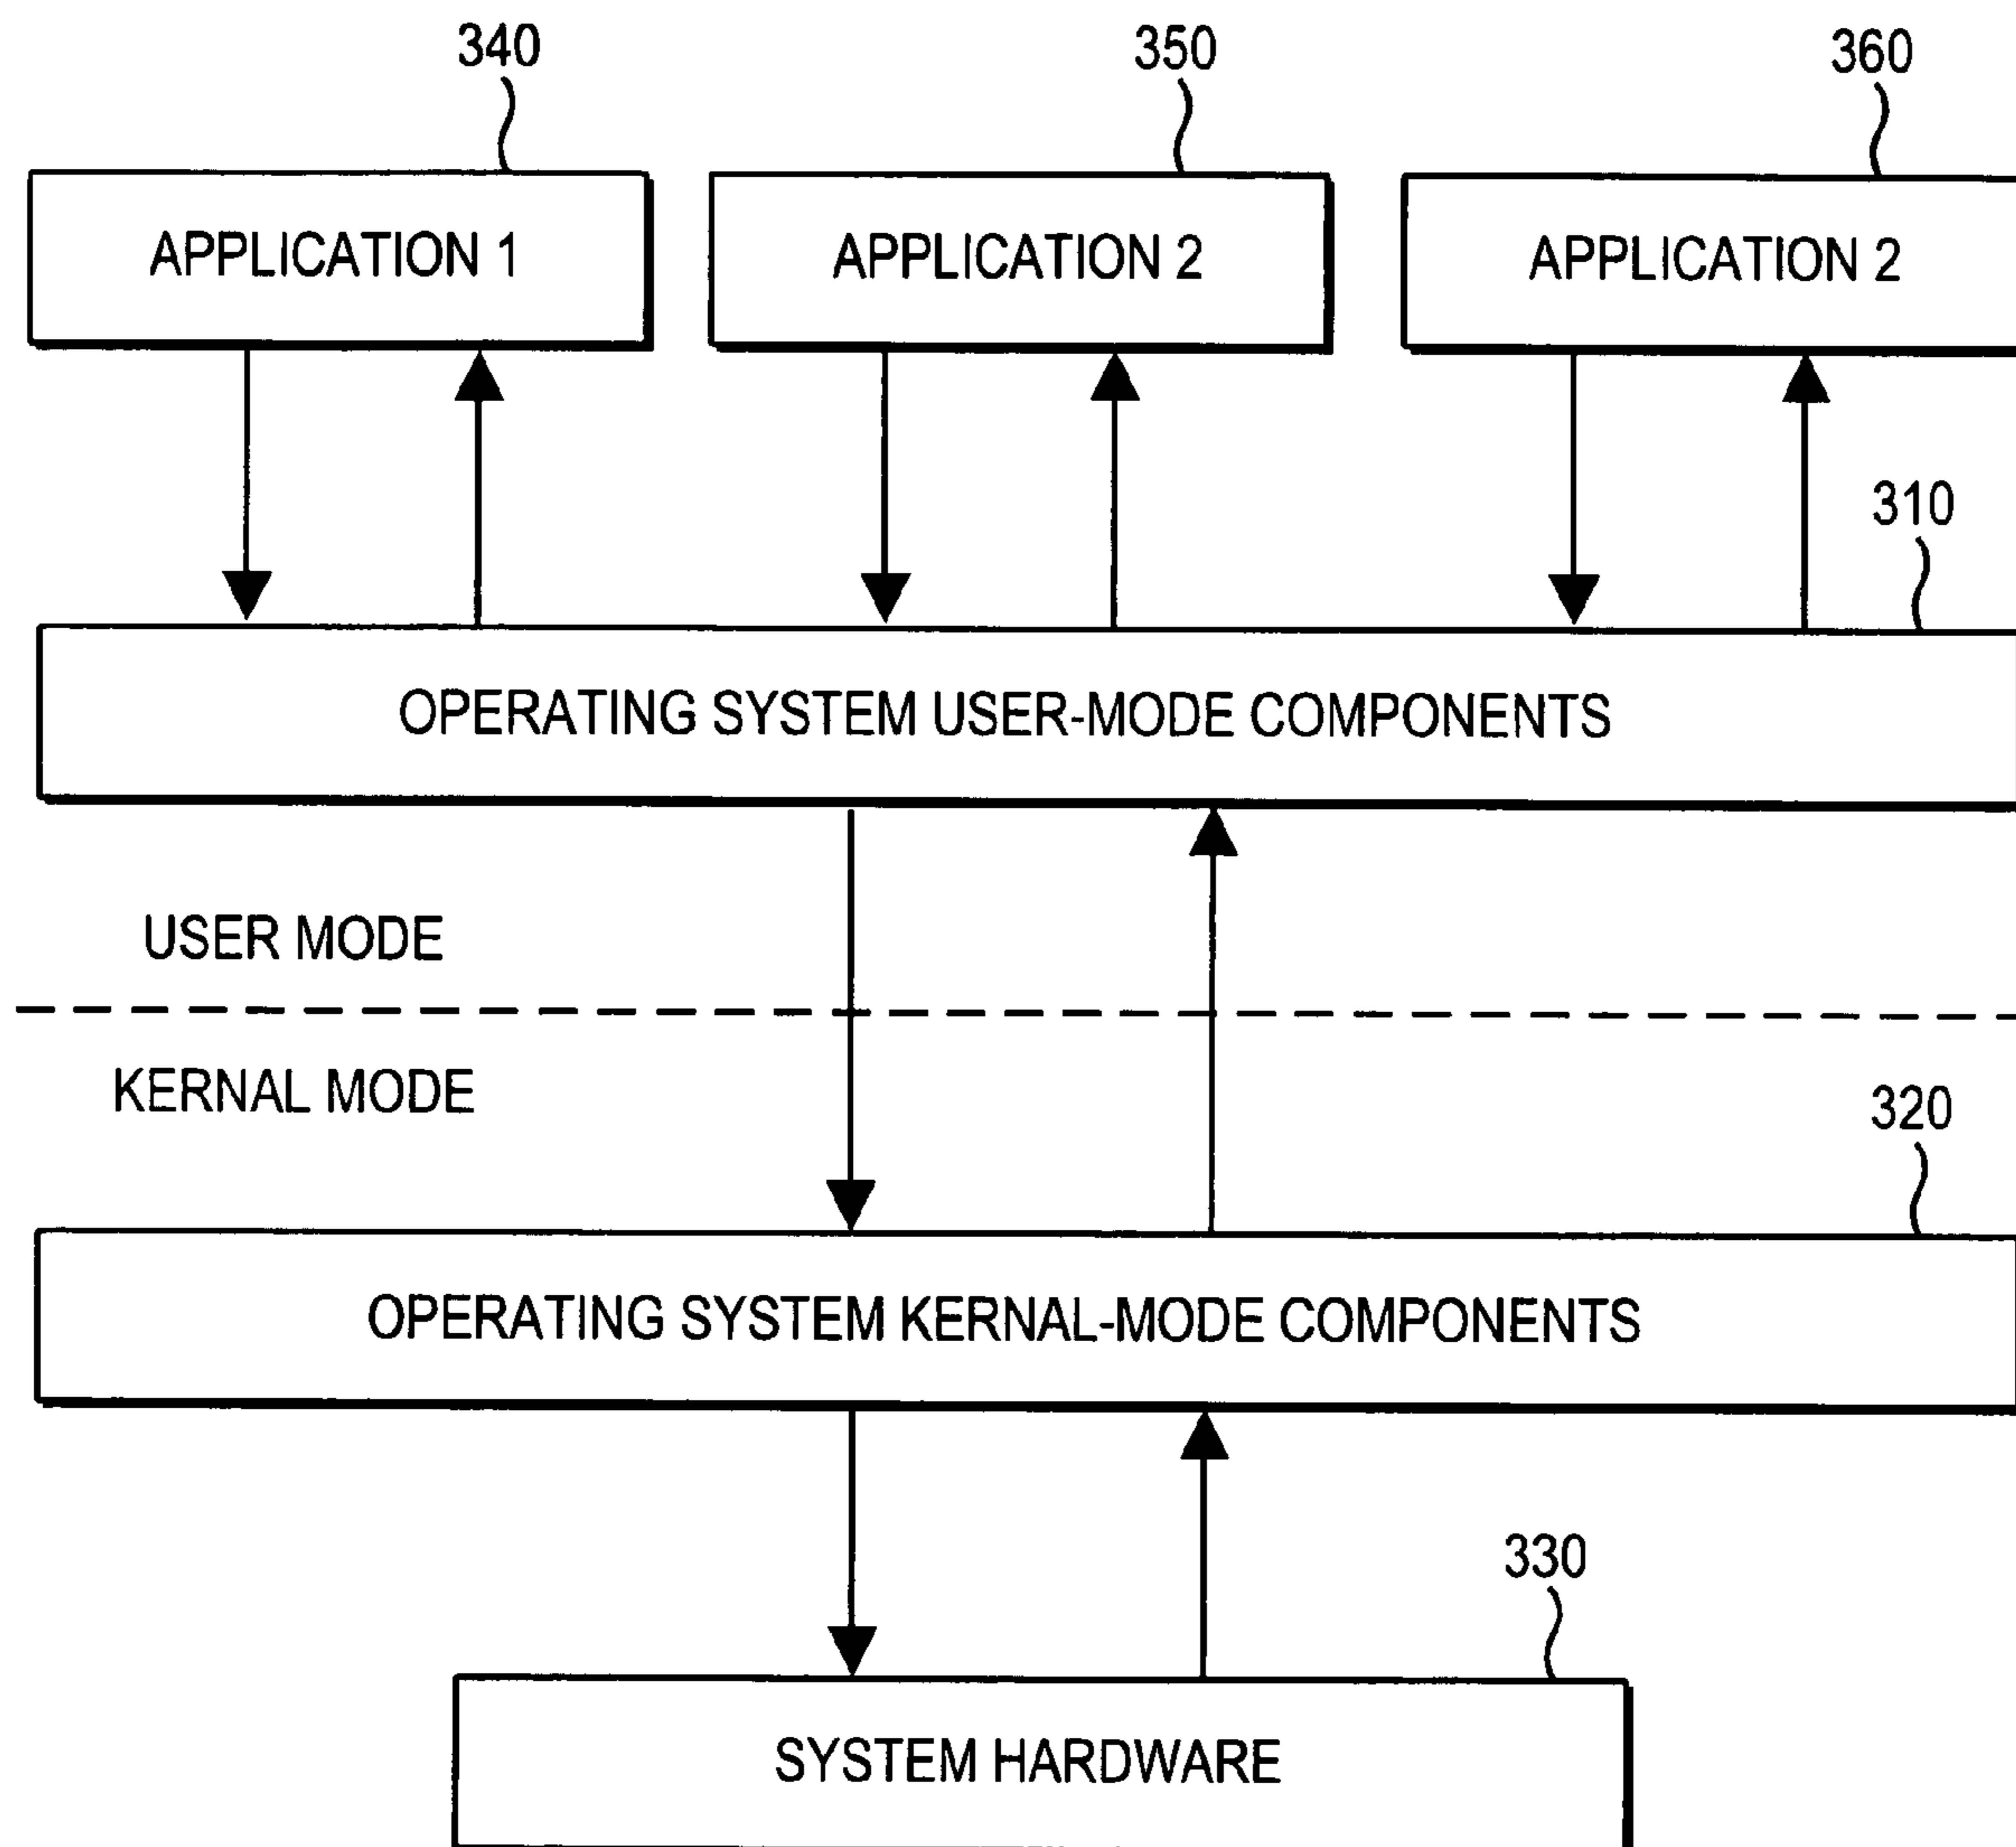 340
350
360
APPLICATION 1
APPLICATION 2
APPLICATION 2
310
OPERATING SYSTEM USER-MODE COMPONENTS
USER MODE
KERNAL MODE
320
OPERATING SYSTEM KERNAL-MODE COMPONENTS
330
SYSTEM HARDWARE